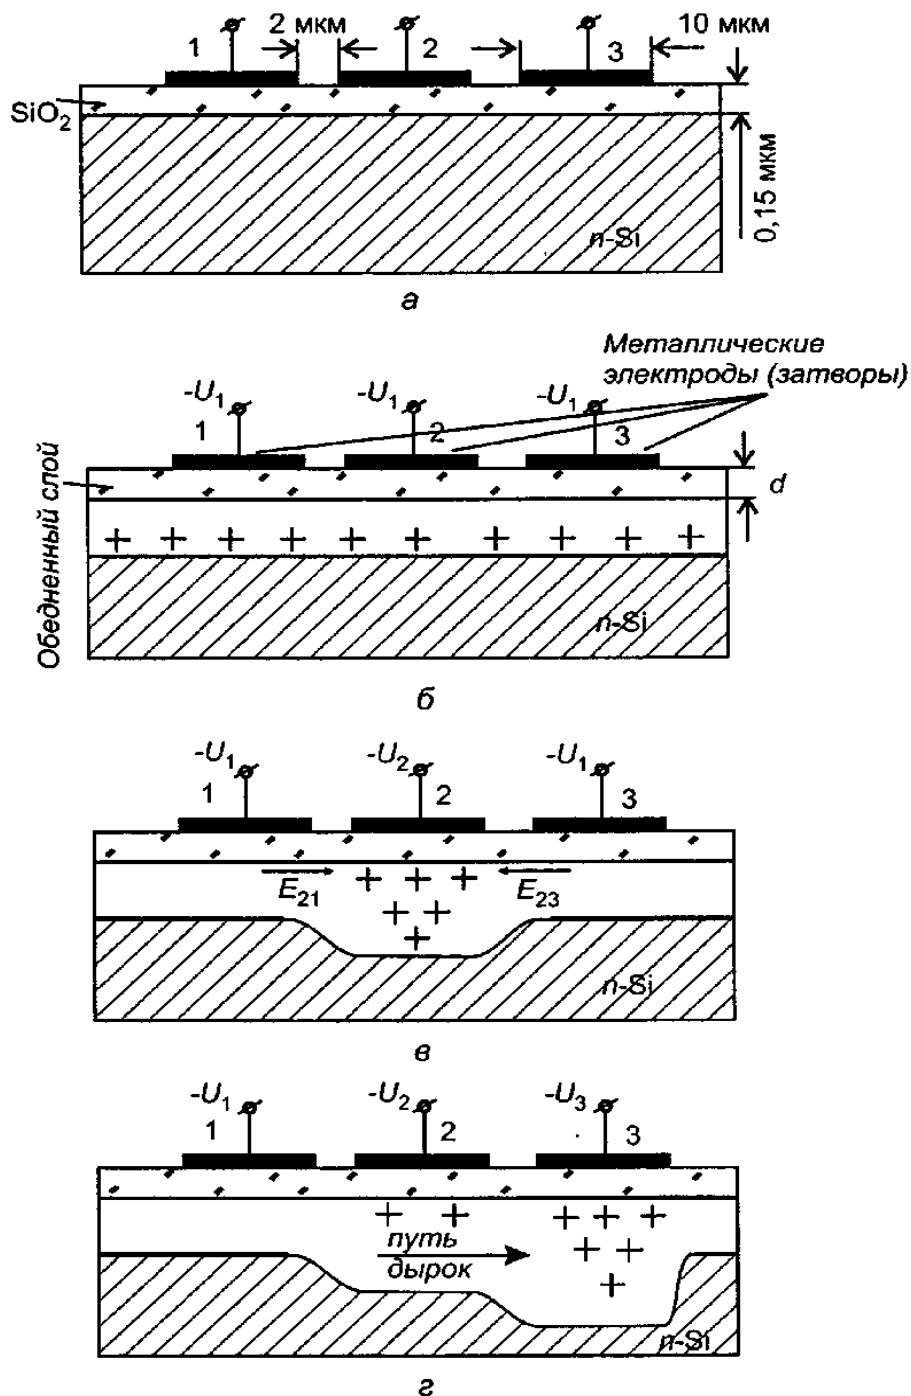 1 2 мкм 2 3 10 мкм
SiO₂
0,15 мкм
n-Si
а
Металлические
электроды (затворы)
-U₁ -U₁ -U₁
1 2 3
Обедненный слой
d
+ + + + + + + + +
n-Si
б
-U₁ -U₂ -U₁
1 2 3
E₂₁ + + + E₂₃
+ +
+
n-Si
в
-U₁ -U₂ -U₃
1 2 3
+ + + + +
путь + +
дырок +
n-Si
г